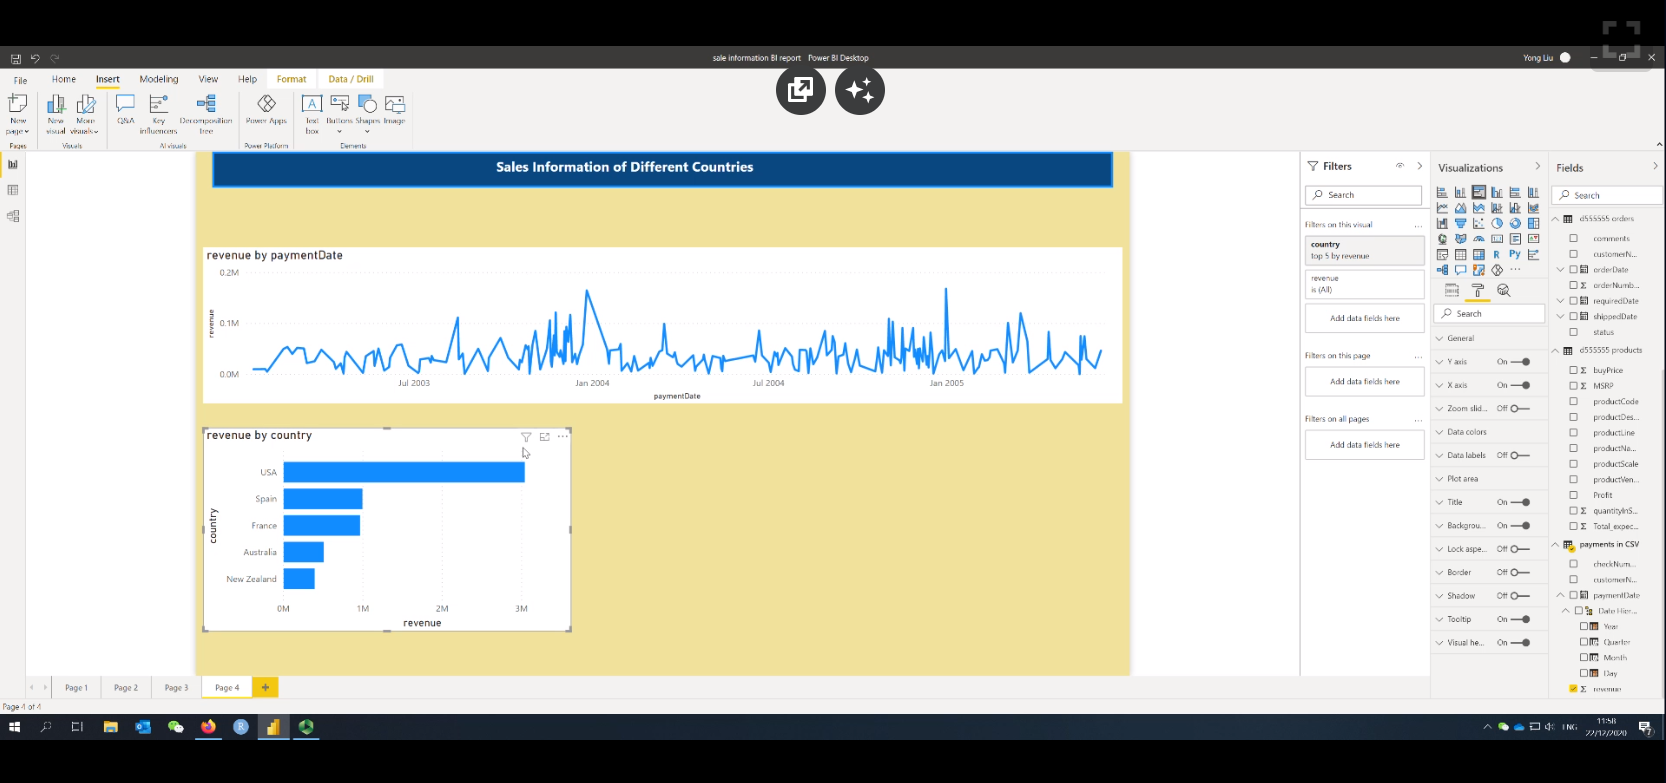 sale information BI report Power BI Desktop
Yong Liu
File Home Insert Modeling View Help Format Data / Drill
New page
New visual
More visuals
Q&A
Key influencers
Decomposition tree
Power Apps
Text box
Buttons
Shapes
Image
Pages
Visuals
AI visuals
Power Platform
Elements
Sales Information of Different Countries
revenue by paymentDate
0.2M
0.1M
0.0M
revenue
Jul 2003
Jan 2004
Jul 2004
Jan 2005
paymentDate
revenue by country
country
USA
Spain
France
Australia
New Zealand
0M
1M
2M
3M
revenue
Filters
Search
Filters on this visual ...
country
top 5 by revenue
revenue
is (All)
Add data fields here
Filters on this page ...
Add data fields here
Filters on all pages ...
Add data fields here
Visualizations
R
Py
...
Search
General
Y axis On
X axis On
Zoom slid... Off
Data colors
Data labels Off
Plot area
Title On
Backgrou... On
Lock aspe... Off
Border Off
Shadow Off
Tooltip On
Visual he... On
Fields
Search
d555555 orders
comments
customerN...
orderDate
Σ orderNumb...
requiredDate
shippedDate
status
d555555 products
Σ buyPrice
Σ MSRP
productCode
productDes...
productLine
productNa...
productScale
productVen...
Profit
Σ quantityInS...
Σ Total_expec...
payments in CSV
checkNum...
customerN...
paymentDate
Date Hier...
Year
Quarter
Month
Day
Σ revenue
Page 1
Page 2
Page 3
Page 4
+
Page 4 of 4
ENG
11:58
22/12/2020